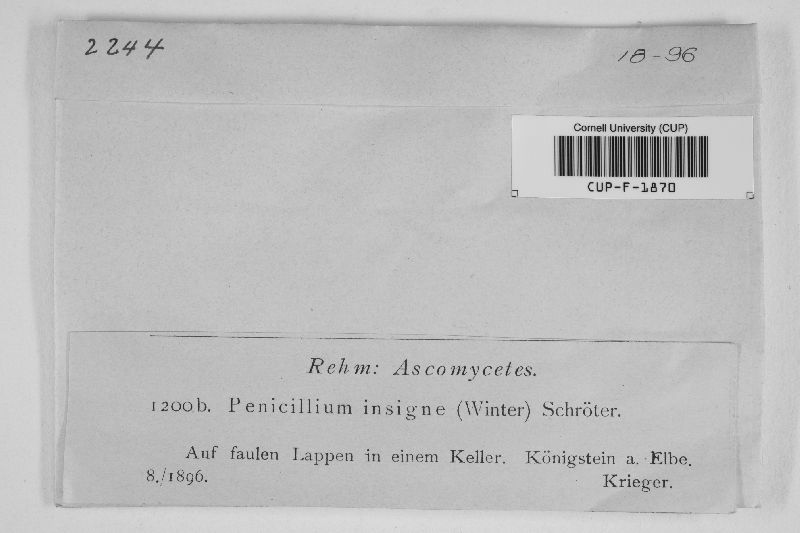 2244
18-96
Cornell University (CUP)
CUP-F-1870
Rehm: Ascomycetes.
1200b. Penicillium insigne (Winter) Schröter.
Auf faulen Lappen in einem Keller. Königstein a. Elbe.
8./1896. Krieger.